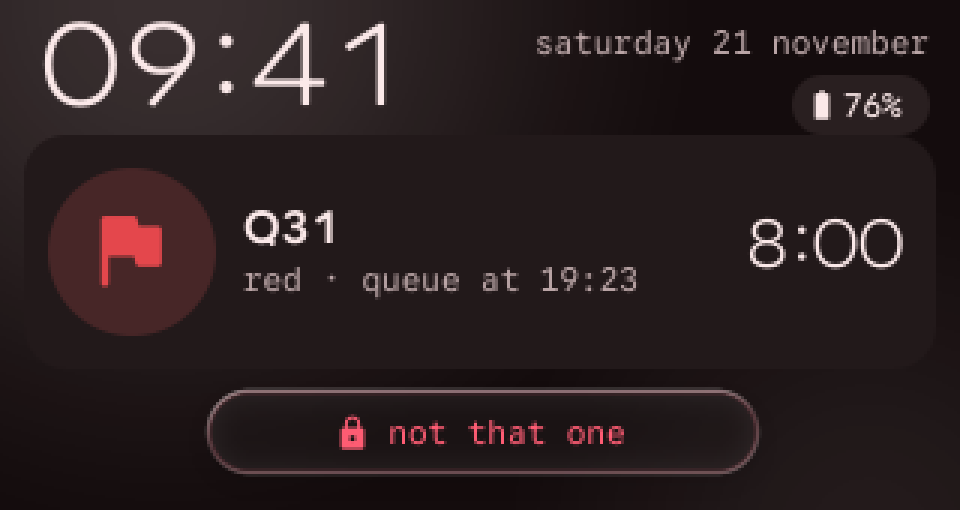 09:41
saturday 21 november
76%
Q31
red · queue at 19:23
8:00
not that one